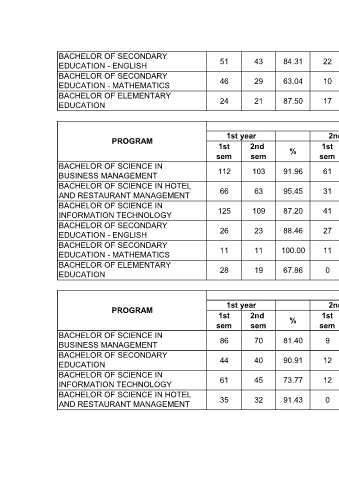 BACHELOR OF SECONDARY
EDUCATION - ENGLISH 51 43 84.31 22
BACHELOR OF SECONDARY
EDUCATION - MATHEMATICS 46 29 63.04 10
BACHELOR OF ELEMENTARY
EDUCATION 24 21 87.50 17
PROGRAM
1st year 2nd
1st sem 2nd sem % 1st sem
BACHELOR OF SCIENCE IN
BUSINESS MANAGEMENT 112 103 91.96 61
BACHELOR OF SCIENCE IN HOTEL
AND RESTAURANT MANAGEMENT 66 63 95.45 31
BACHELOR OF SCIENCE IN
INFORMATION TECHNOLOGY 125 109 87.20 41
BACHELOR OF SECONDARY
EDUCATION - ENGLISH 26 23 88.46 27
BACHELOR OF SECONDARY
EDUCATION - MATHEMATICS 11 11 100.00 11
BACHELOR OF ELEMENTARY
EDUCATION 28 19 67.86 0
PROGRAM
1st year 2nd
1st sem 2nd sem % 1st sem
BACHELOR OF SCIENCE IN
BUSINESS MANAGEMENT 86 70 81.40 9
BACHELOR OF SECONDARY
EDUCATION 44 40 90.91 12
BACHELOR OF SCIENCE IN
INFORMATION TECHNOLOGY 61 45 73.77 12
BACHELOR OF SCIENCE IN HOTEL
AND RESTAURANT MANAGEMENT 35 32 91.43 0